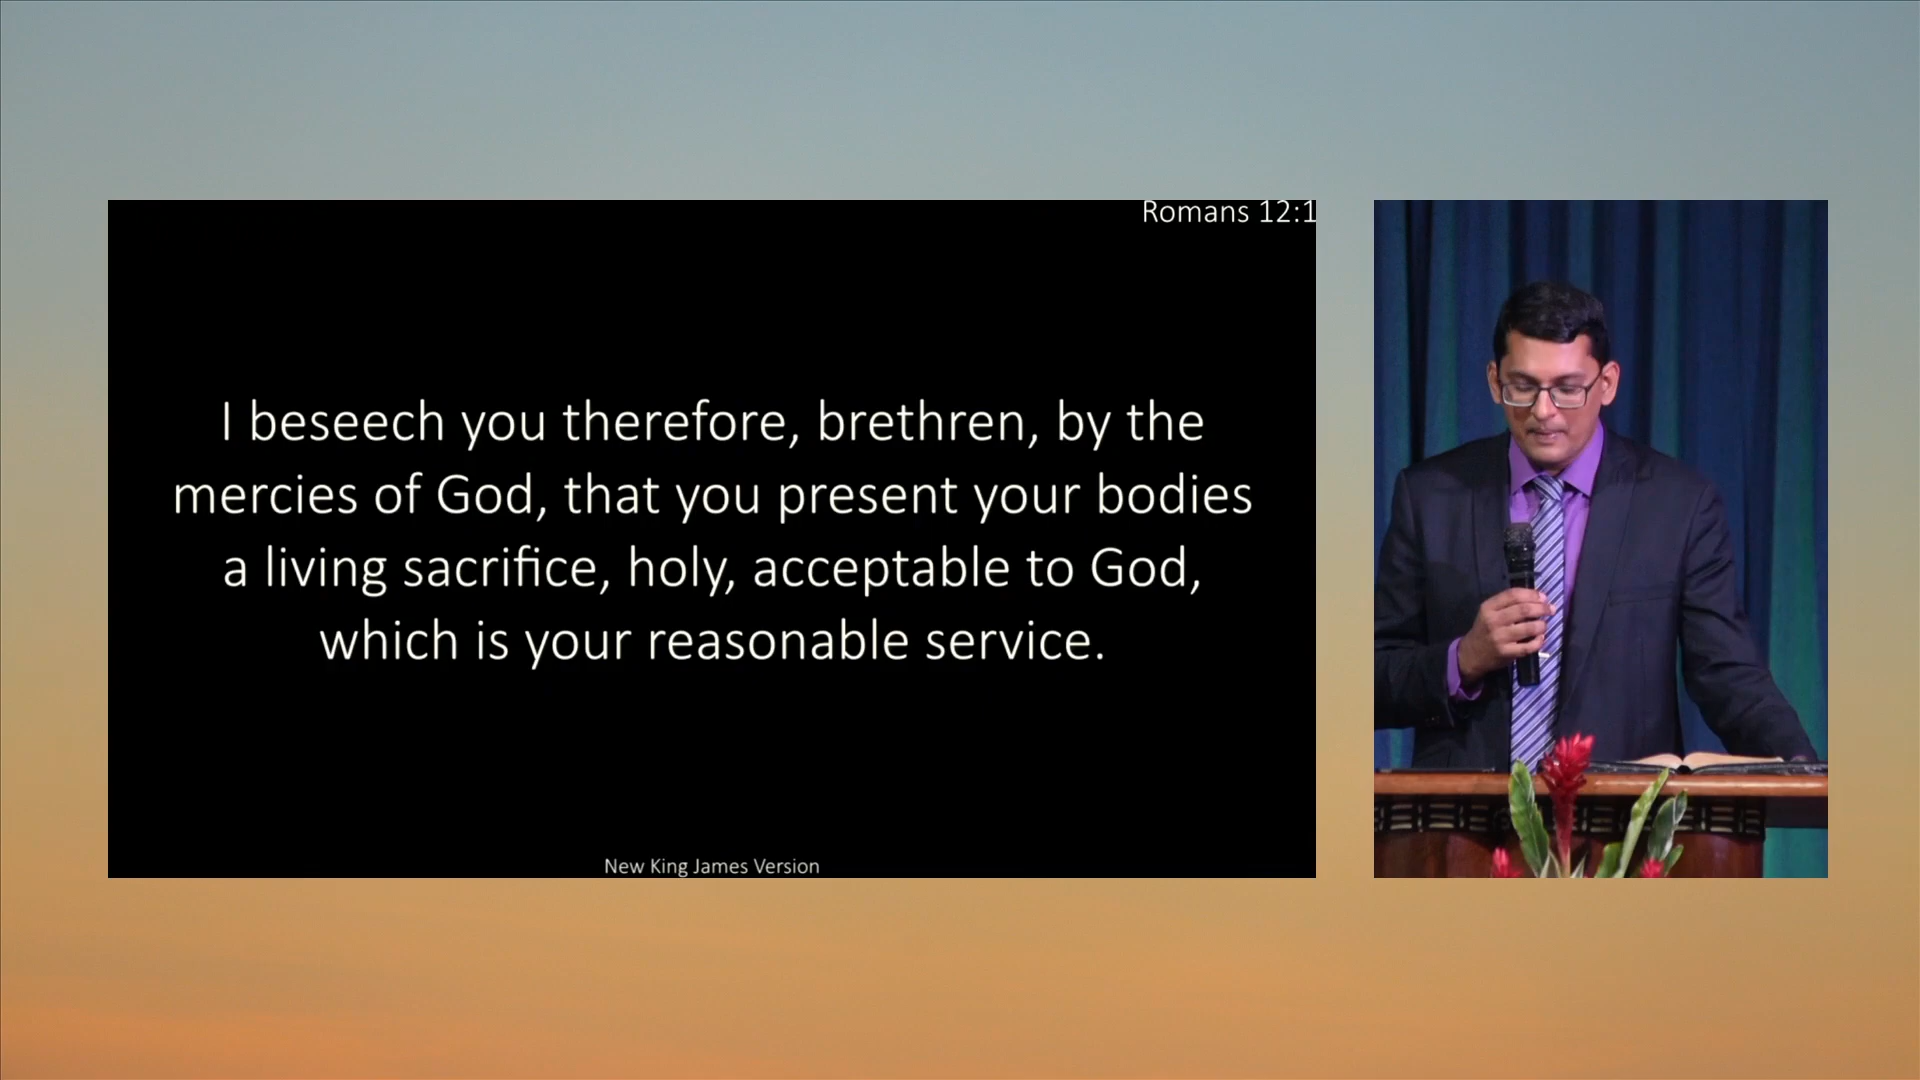 Romans 12:1
I beseech you therefore, brethren, by the
mercies of God, that you present your bodies
a living sacrifice, holy, acceptable to God,
which is your reasonable service.
New King James Version